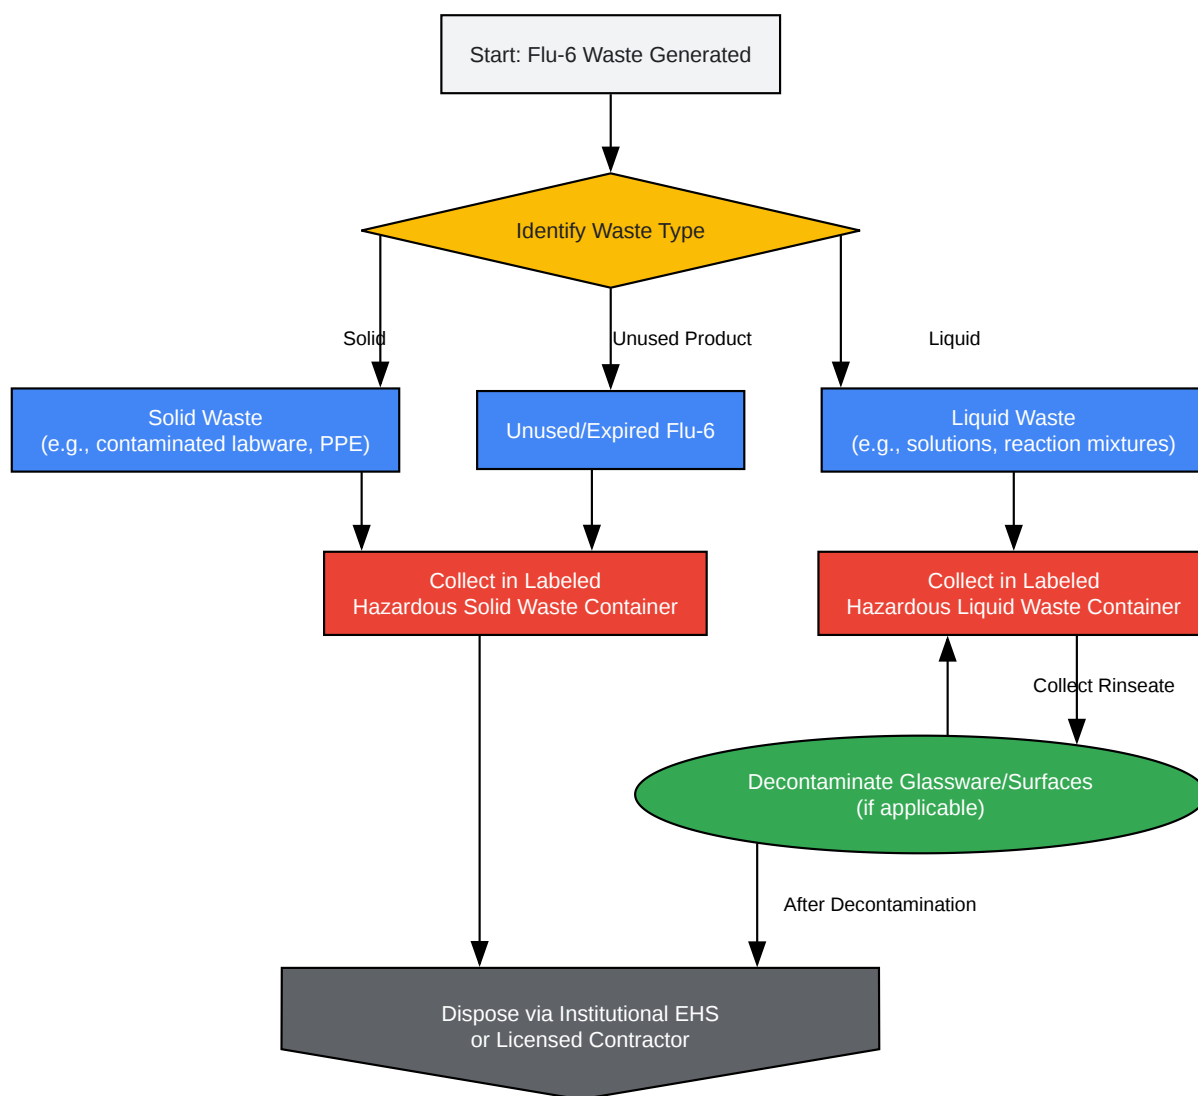 Start: Flu-6 Waste Generated
Identify Waste Type
Solid
Unused Product
Liquid
Solid Waste
(e.g., contaminated labware, PPE)
Unused/Expired Flu-6
Liquid Waste
(e.g., solutions, reaction mixtures)
Collect in Labeled
Hazardous Solid Waste Container
Collect in Labeled
Hazardous Liquid Waste Container
Collect Rinseate
Decontaminate Glassware/Surfaces
(if applicable)
After Decontamination
Dispose via Institutional EHS
or Licensed Contractor